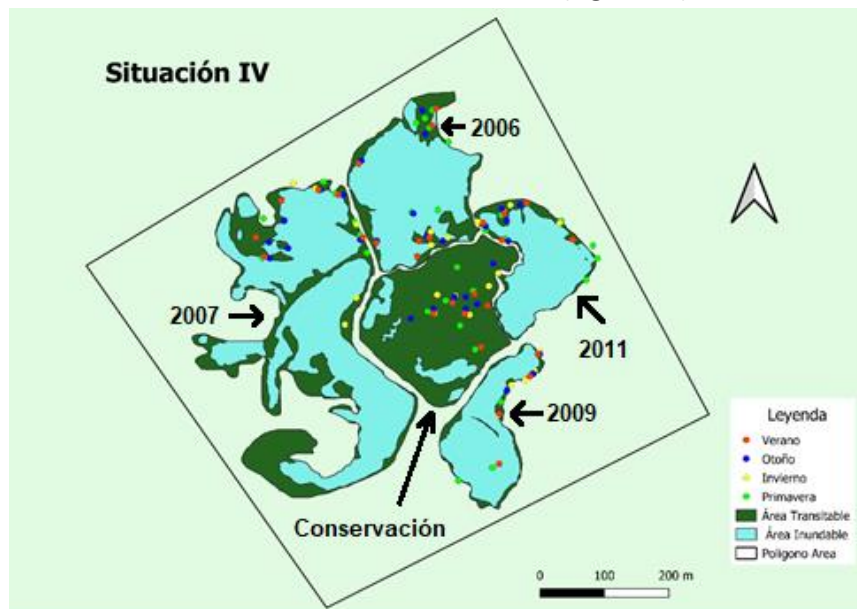 Situación IV
2006
2007
2011
2009
Conservación
Leyenda
Verano
Otoño
Invierno
Primavera
Área Transitable
Área Inundable
Poligono Area
0 100 200 m